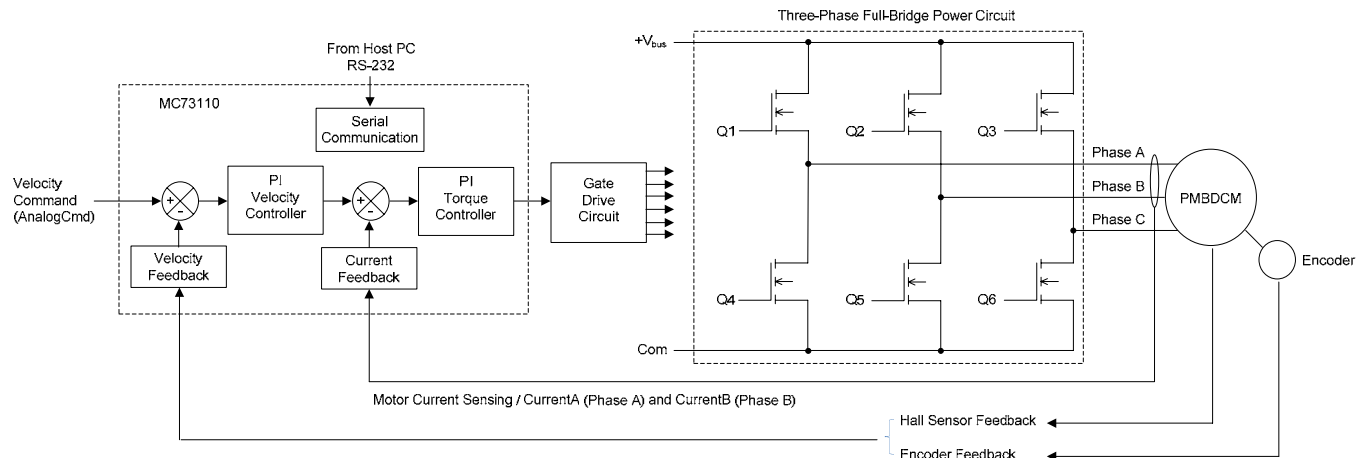 Three-Phase Full-Bridge Power Circuit
+Vbus
From Host PC
RS-232
MC73110
Serial
Communication
Q1
Q2
Q3
Phase A
Velocity
Command
(AnalogCmd)
+
-
PI
Velocity
Controller
+
-
PI
Torque
Controller
Gate
Drive
Circuit
Phase B
PMBDCM
Phase C
Velocity
Feedback
Current
Feedback
Encoder
Q4
Q5
Q6
Com
Motor Current Sensing / CurrentA (Phase A) and CurrentB (Phase B)
Hall Sensor Feedback
Encoder Feedback